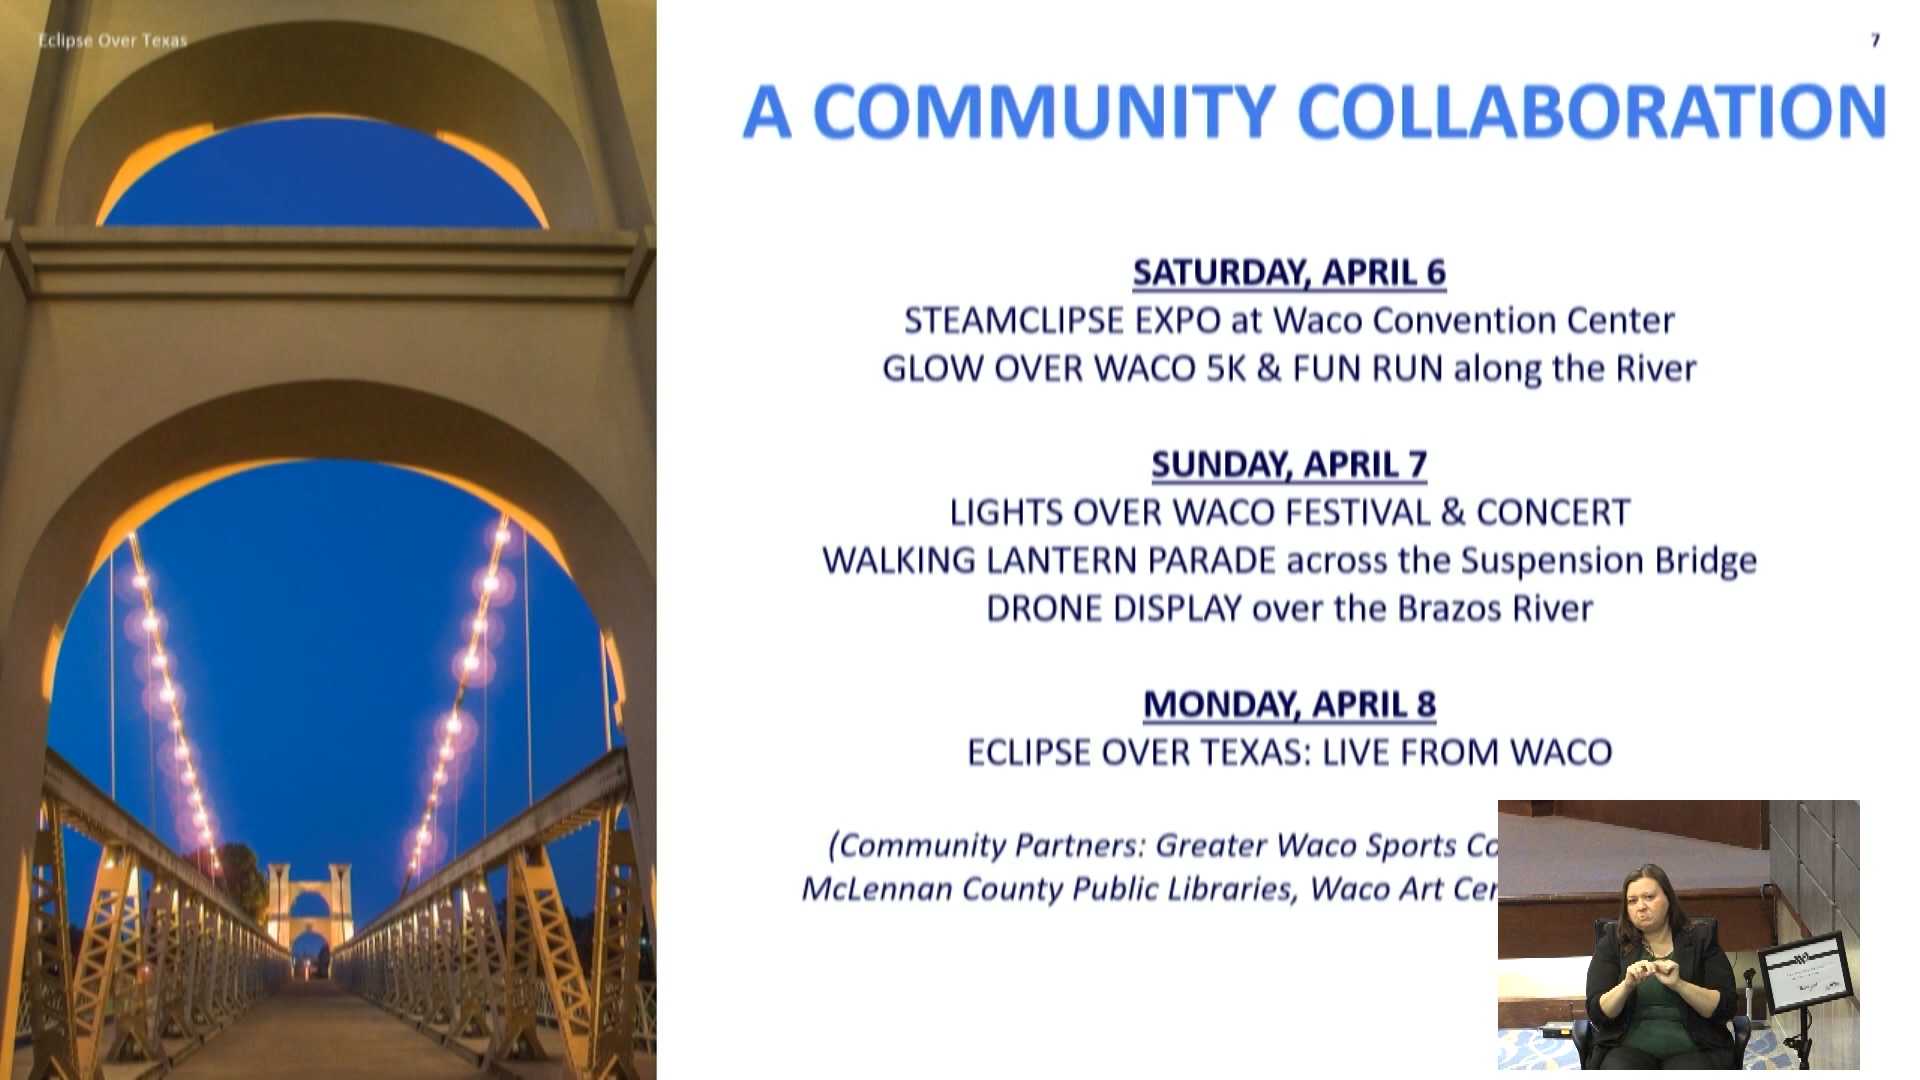 Eclipse Over Texas
7
A COMMUNITY COLLABORATION
SATURDAY, APRIL 6
STEAMCLIPSE EXPO at Waco Convention Center
GLOW OVER WACO 5K & FUN RUN along the River
SUNDAY, APRIL 7
LIGHTS OVER WACO FESTIVAL & CONCERT
WALKING LANTERN PARADE across the Suspension Bridge
DRONE DISPLAY over the Brazos River
MONDAY, APRIL 8
ECLIPSE OVER TEXAS: LIVE FROM WACO
(Community Partners: Greater Waco Sports Co
McLennan County Public Libraries, Waco Art Cen